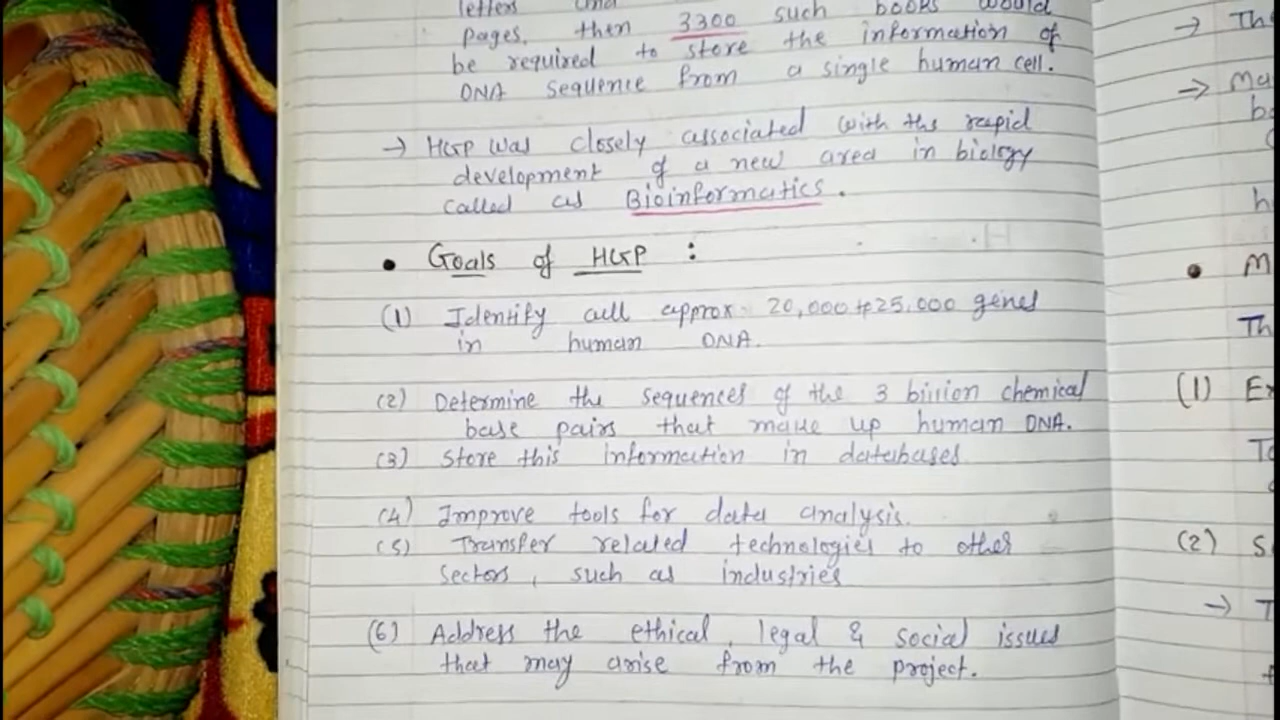 letters and
pages, then 3300 such books would
be required to store the information of
DNA sequence from a single human cell.
→ HGP was closely associated with the rapid
development of a new area in biology
called as Bioinformatics.
• Goals of HGP :
(1) Identify all approx. 20,000 to 25,000 genes
in human DNA.
(2) Determine the sequences of the 3 billion chemical
base pairs that make up human DNA.
(3) Store this information in databases
(4) Improve tools for data analysis.
(5) Transfer related technologies to other
sectors, such as industries
(6) Address the ethical, legal & social issues
that may arise from the project.
→
→
•
(1)
(2)
→